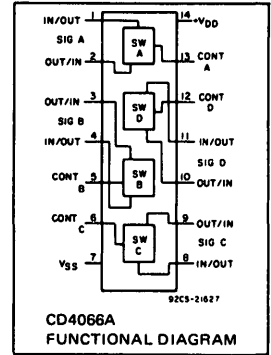 IN/OUT 1 14 +VDD
SIG A SW A
OUT/IN 2 13 CONT A
OUT/IN 3 12 CONT D
SIG B SW D
IN/OUT 4 11 IN/OUT
SIG D
CONT B 5 SW B 10 OUT/IN
CONT C 6 9 OUT/IN
SW C SIG C
VSS 7 8 IN/OUT
92CS-21627
CD4066A
FUNCTIONAL DIAGRAM